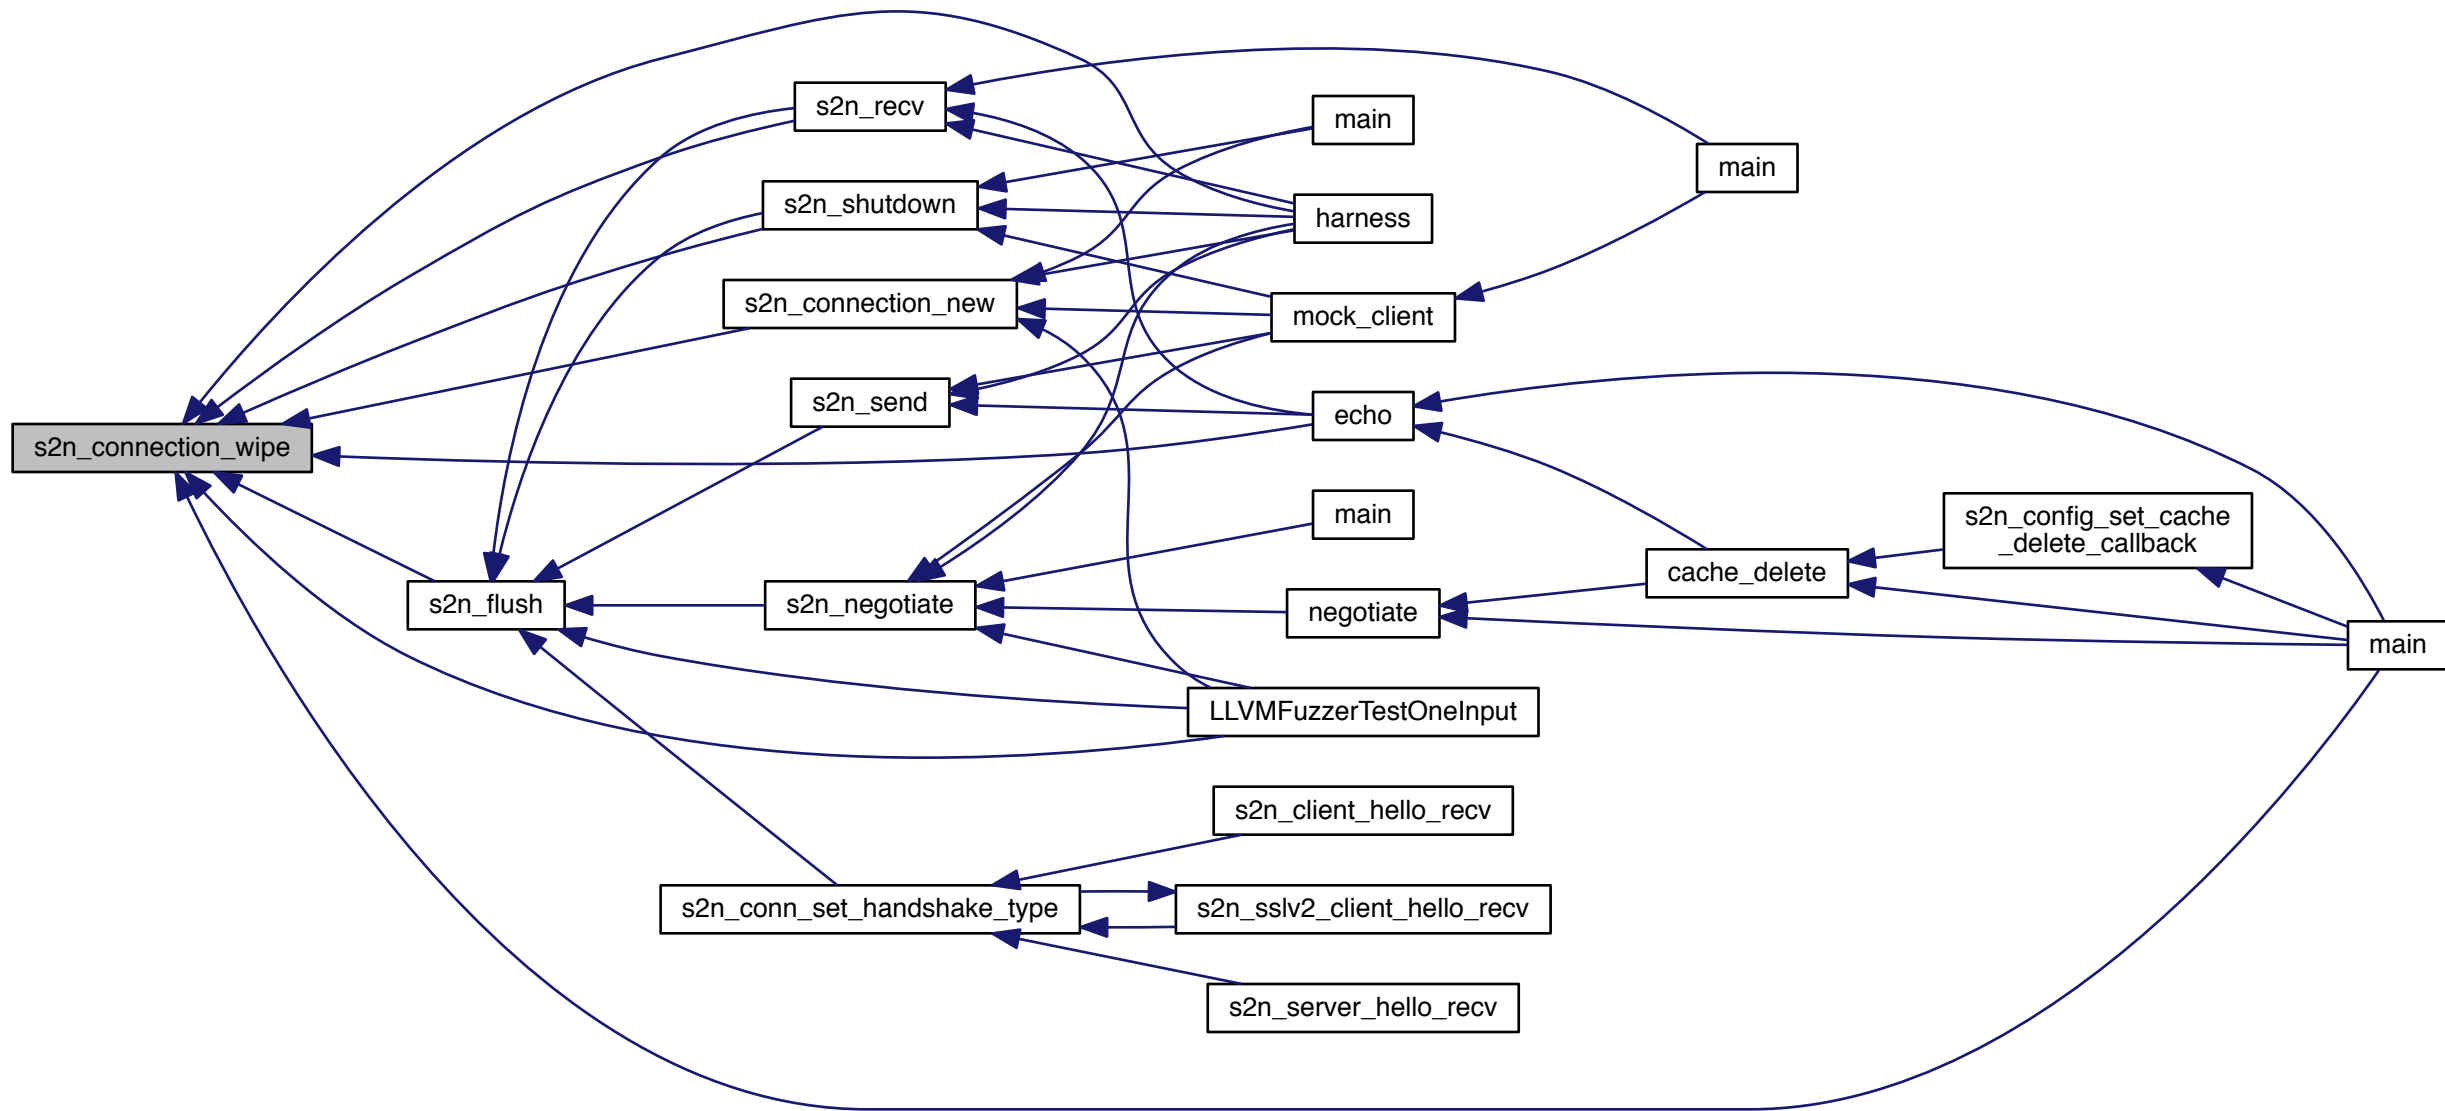 s2n_recv
main
main
s2n_shutdown
harness
s2n_connection_new
mock_client
s2n_send
echo
s2n_connection_wipe
main
s2n_config_set_cache
_delete_callback
cache_delete
s2n_flush
s2n_negotiate
negotiate
main
LLVMFuzzerTestOneInput
s2n_client_hello_recv
s2n_conn_set_handshake_type
s2n_sslv2_client_hello_recv
s2n_server_hello_recv